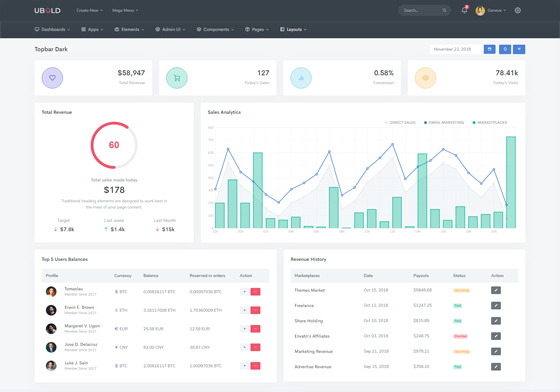 UBOLD
Create New
Mega Menu
Search...
Geneva
Dashboards
Apps
Elements
Admin UI
Components
Pages
Layouts
Topbar Dark
November 22, 2018
$58,947
Total Revenue
127
Today's Sales
0.58%
Conversion
78.41k
Today's Visits
Total Revenue
60
Total sales made today
$178
Traditional heading elements are designed to work best in
the meat of your page content.
Target
Last week
Last Month
$7.8k
$1.4k
$15k
Sales Analytics
DIRECT SALES
EMAIL MARKETING
MARKETPLACES
Top 5 Users Balances
Profile
Currency
Balance
Reserved in orders
Action
Tomaslau
Member Since 2017
BTC
0.00816117 BTC
0.00097036 BTC
Erwin E. Brown
Member Since 2017
ETH
3.16117008 ETH
1.70360009 ETH
Margeret V. Ligon
Member Since 2017
EUR
25.08 EUR
12.58 EUR
Jose D. Delacruz
Member Since 2017
CNY
82.00 CNY
30.83 CNY
Luke J. Sain
Member Since 2017
BTC
2.00816117 BTC
1.00097036 BTC
Revenue History
Marketplaces
Date
Payouts
Status
Action
Themes Market
Oct 15, 2018
$5848.68
Upcoming
Freelance
Oct 12, 2018
$1247.25
Paid
Share Holding
Oct 10, 2018
$815.89
Paid
Envato's Affiliates
Oct 03, 2018
$248.75
Overdue
Marketing Revenue
Sep 21, 2018
$978.21
Upcoming
Advertise Revenue
Sep 15, 2018
$358.10
Paid